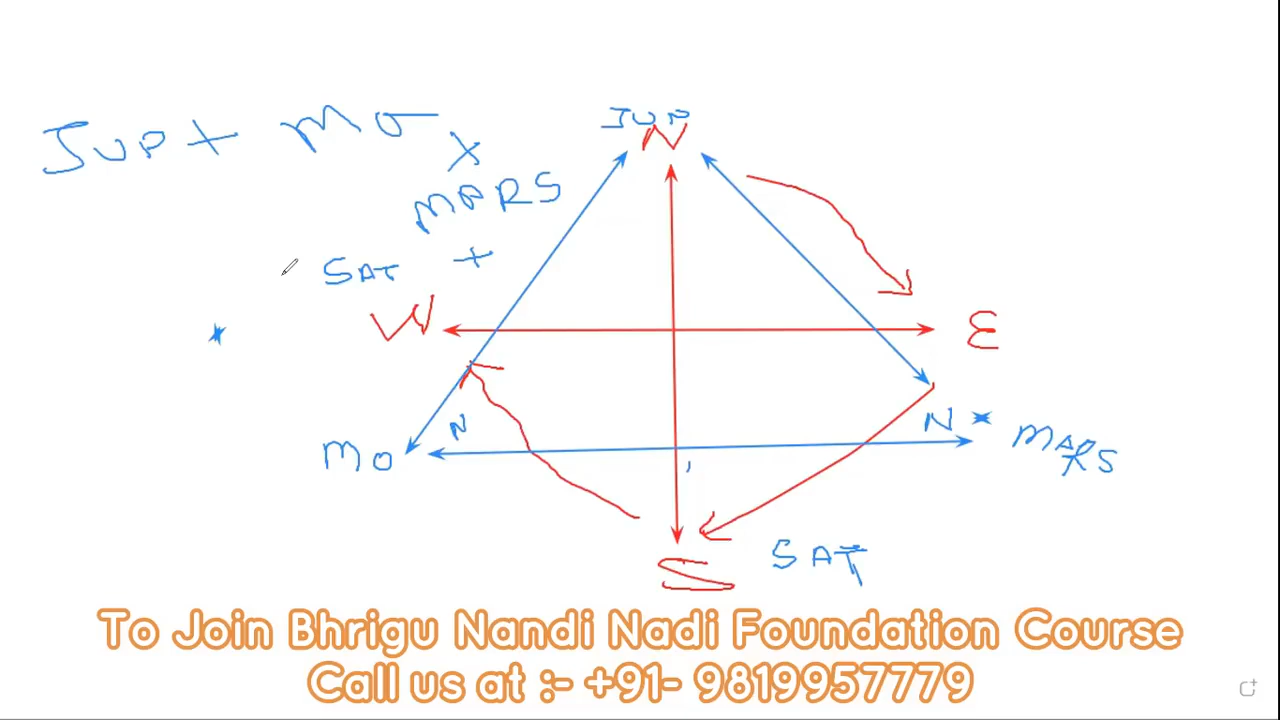 JUP + MO
+
MARS
SAT +
JUP
N
W
E
N
MO
N
MARS
SAT
S
To Join Bhrigu Nandi Nadi Foundation Course
Call us at :- +91- 9819957779